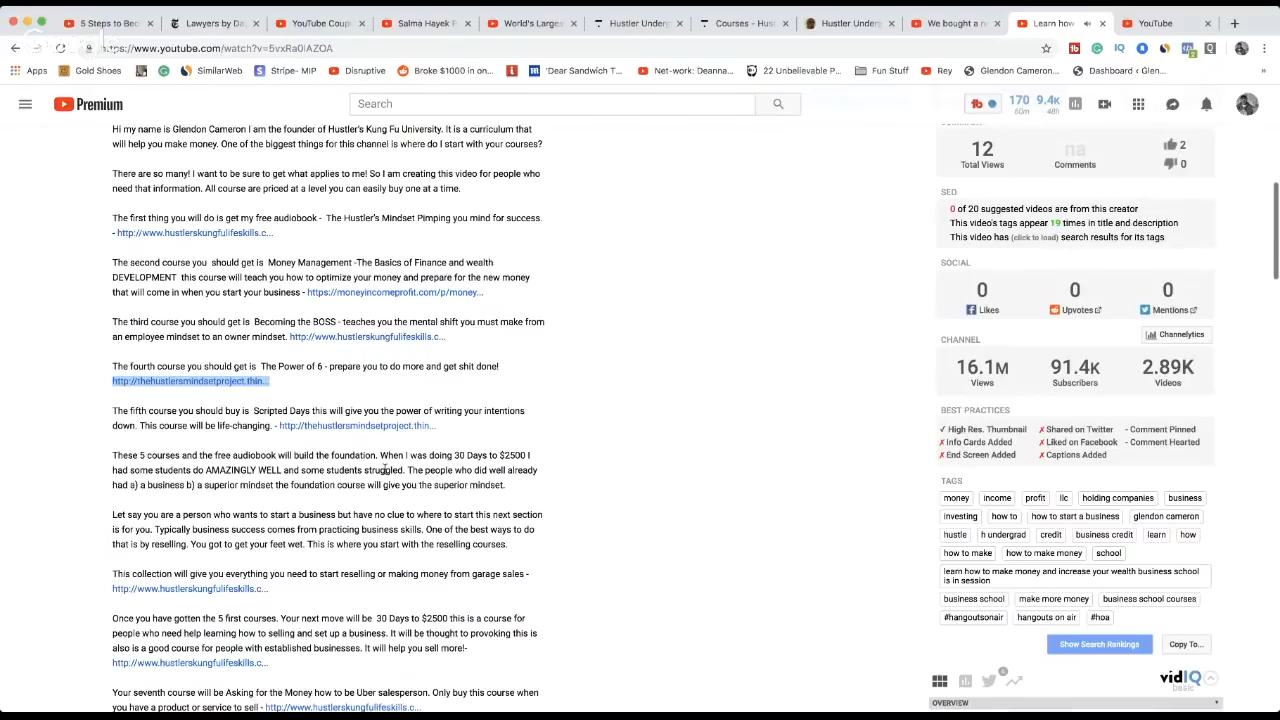 5 Steps to Bec
Lawyers by Da
YouTube Coup
Salma Hayek F
World's Larges
Hustler Underg
Courses - Hust
Hustler Underg
We bought a n
Learn how
YouTube
https://www.youtube.com/watch?v=5vxRa0lAZOA
Apps
Gold Shoes
SimilarWeb
Stripe- MIP
Disruptive
Broke $1000 in on...
'Dear Sandwich T...
Net-work: Deanna...
22 Unbelievable P...
Fun Stuff
Rey
Glendon Cameron...
Dashboard ‹ Glen...
Premium
Search
170 9.4K
60m 48h
Hi my name is Glendon Cameron I am the founder of Hustler's Kung Fu University. It is a curriculum that
will help you make money. One of the biggest things for this channel is where do I start with your courses?
There are so many! I want to be sure to get what applies to me! So I am creating this video for people who
need that information. All course are priced at a level you can easily buy one at a time.
The first thing you will do is get my free audiobook - The Hustler's Mindset Pimping you mind for success.
- http://www.hustlerskungfulifeskills.c...
The second course you should get is Money Management -The Basics of Finance and wealth
DEVELOPMENT this course will teach you how to optimize your money and prepare for the new money
that will come in when you start your business - https://moneyincomeprofit.com/p/money...
The third course you should get is Becoming the BOSS - teaches you the mental shift you must make from
an employee mindset to an owner mindset. http://www.hustlerskungfulifeskills.c...
The fourth course you should get is The Power of 6 - prepare you to do more and get shit done!
http://thehustlersmindsetproject.thin...
The fifth course you should buy is Scripted Days this will give you the power of writing your intentions
down. This course will be life-changing. - http://thehustlersmindsetproject.thin...
These 5 courses and the free audiobook will build the foundation. When I was doing 30 Days to $2500 I
had some students do AMAZINGLY WELL and some students struggled. The people who did well already
had a) a business b) a superior mindset the foundation course will give you the superior mindset.
Let say you are a person who wants to start a business but have no clue to where to start this next section
is for you. Typically business success comes from practicing business skills. One of the best ways to do
that is by reselling. You got to get your feet wet. This is where you start with the reselling courses.
This collection will give you everything you need to start reselling or making money from garage sales -
http://www.hustlerskungfulifeskills.c...
Once you have gotten the 5 first courses. Your next move will be 30 Days to $2500 this is a course for
people who need help learning how to selling and set up a business. It will be thought to provoking this is
also is a good course for people with established businesses. It will help you sell more!-
http://www.hustlerskungfulifeskills.c...
Your seventh course will be Asking for the Money how to be Uber salesperson. Only buy this course when
you have a product or service to sell - http://www.hustlerskungfulifeskills.c...
12 na 2
Total Views Comments 0
SEO
0 of 20 suggested videos are from this creator
This video's tags appear 19 times in title and description
This video has (click to load) search results for its tags
SOCIAL
0 0 0
Likes Upvotes Mentions
CHANNEL Channelytics
16.1M 91.4K 2.89K
Views Subscribers Videos
BEST PRACTICES
✓ High Res. Thumbnail ✗ Shared on Twitter - Comment Pinned
✗ Info Cards Added ✗ Liked on Facebook - Comment Hearted
✗ End Screen Added ✗ Captions Added
TAGS
money income profit llc holding companies business
investing how to how to start a business glendon cameron
hustle h undergrad credit business credit learn how
how to make how to make money school
learn how to make money and increase your wealth business school
is in session
business school make more money business school courses
#hangoutsonair hangouts on air #hoa
Show Search Rankings Copy To...
vidIQ
basic
OVERVIEW